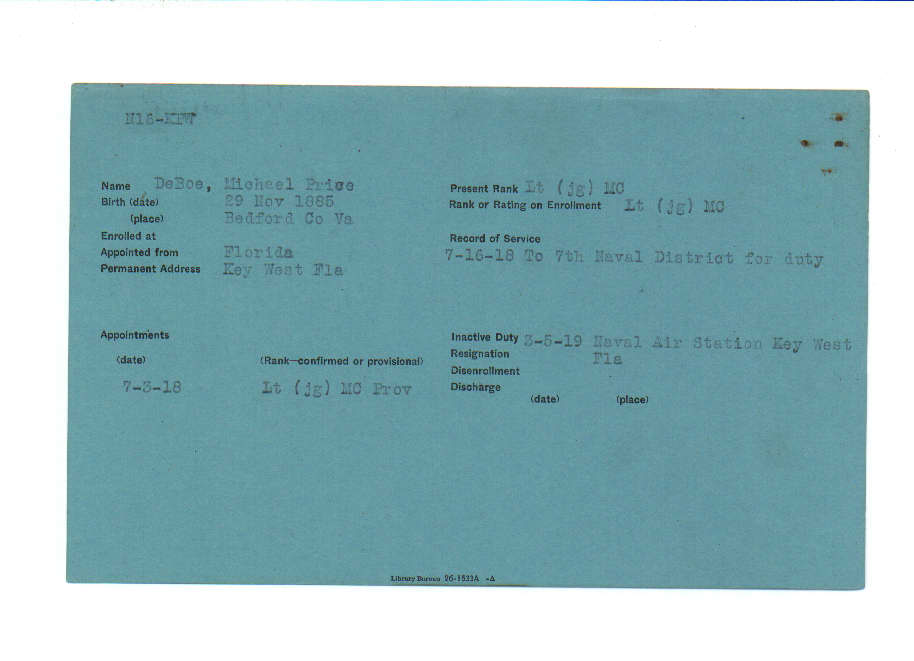 N16-KTW
Name DeBoe, Michael Price
Birth (date) 29 Nov 1885
(place) Bedford Co Va
Enrolled at
Appointed from Florida
Permanent Address Key West Fla
Present Rank Lt (jg) MC
Rank or Rating on Enrollment Lt (jg) MC
Record of Service
7-16-18 To 7th Naval District for duty
Appointments
(date) (Rank—confirmed or provisional)
7-3-18 Lt (jg) MC Prov
Inactive Duty 3-5-19 Naval Air Station Key West
Resignation Fla
Disenrollment
Discharge
(date) (place)
Library Bureau 26-1533A -A